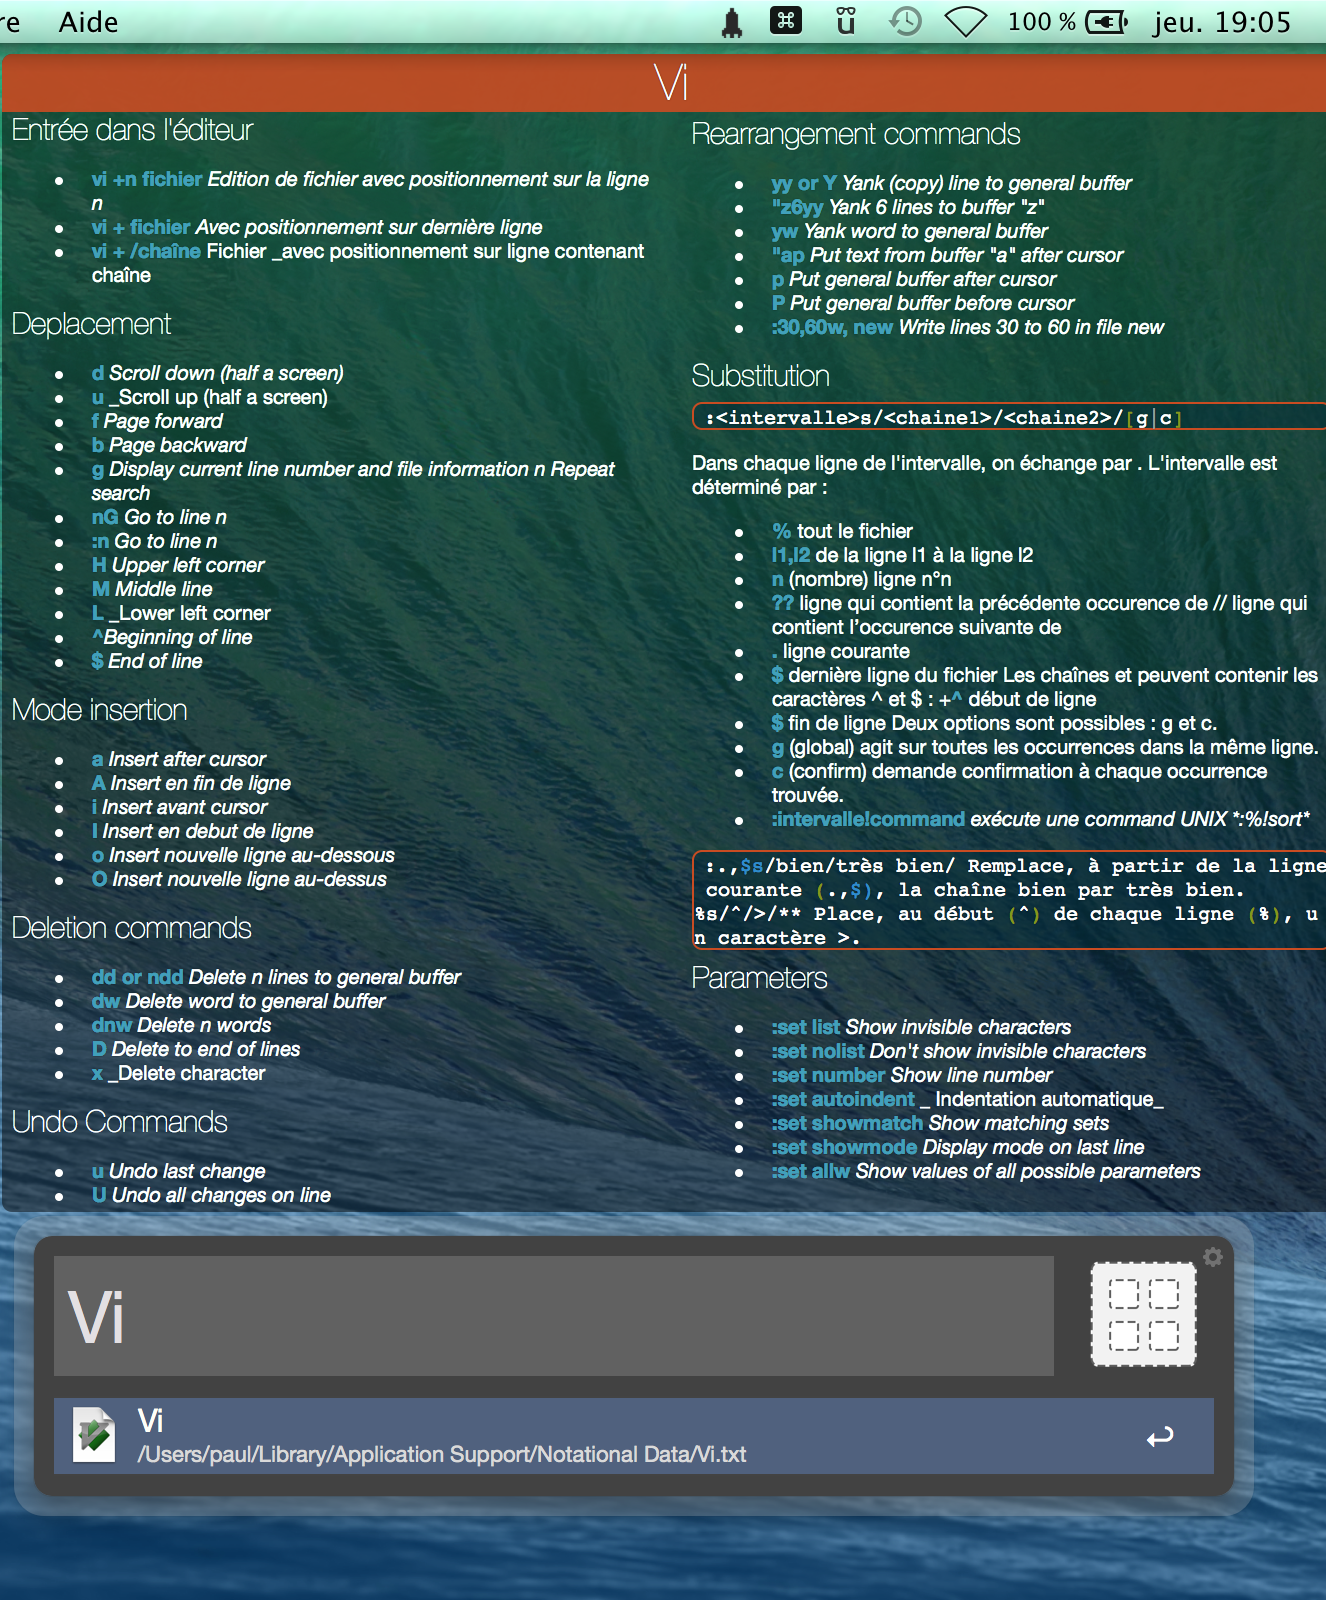 re Aide 100 % jeu. 19:05
Vi
Entrée dans l'éditeur
vi +n fichier Edition de fichier avec positionnement sur la ligne
n
vi + fichier Avec positionnement sur dernière ligne
vi + /chaîne Fichier _avec positionnement sur ligne contenant
chaîne
Deplacement
d Scroll down (half a screen)
u _Scroll up (half a screen)
f Page forward
b Page backward
g Display current line number and file information n Repeat
search
nG Go to line n
:n Go to line n
H Upper left corner
M Middle line
L _Lower left corner
^Beginning of line
$ End of line
Mode insertion
a Insert after cursor
A Insert en fin de ligne
i Insert avant cursor
I Insert en debut de ligne
o Insert nouvelle ligne au-dessous
O Insert nouvelle ligne au-dessus
Deletion commands
dd or ndd Delete n lines to general buffer
dw Delete word to general buffer
dnw Delete n words
D Delete to end of lines
x _Delete character
Undo Commands
u Undo last change
U Undo all changes on line
Rearrangement commands
yy or Y Yank (copy) line to general buffer
"z6yy Yank 6 lines to buffer "z"
yw Yank word to general buffer
"ap Put text from buffer "a" after cursor
p Put general buffer after cursor
P Put general buffer before cursor
:30,60w, new Write lines 30 to 60 in file new
Substitution
:<intervalle>s/<chaine1>/<chaine2>/[g|c]
Dans chaque ligne de l'intervalle, on échange par . L'intervalle est
déterminé par :
% tout le fichier
l1,l2 de la ligne l1 à la ligne l2
n (nombre) ligne n°n
?? ligne qui contient la précédente occurence de // ligne qui
contient l’occurence suivante de
. ligne courante
$ dernière ligne du fichier Les chaînes et peuvent contenir les
caractères ^ et $ : +^ début de ligne
$ fin de ligne Deux options sont possibles : g et c.
g (global) agit sur toutes les occurrences dans la même ligne.
c (confirm) demande confirmation à chaque occurrence
trouvée.
:intervalle!command exécute une command UNIX *:%!sort*
:.,$s/bien/très bien/ Remplace, à partir de la ligne
courante (.,$), la chaîne bien par très bien.
%s/^/>/** Place, au début (^) de chaque ligne (%), u
n caractère >.
Parameters
:set list Show invisible characters
:set nolist Don't show invisible characters
:set number Show line number
:set autoindent _ Indentation automatique_
:set showmatch Show matching sets
:set showmode Display mode on last line
:set allw Show values of all possible parameters
Vi
Vi
/Users/paul/Library/Application Support/Notational Data/Vi.txt